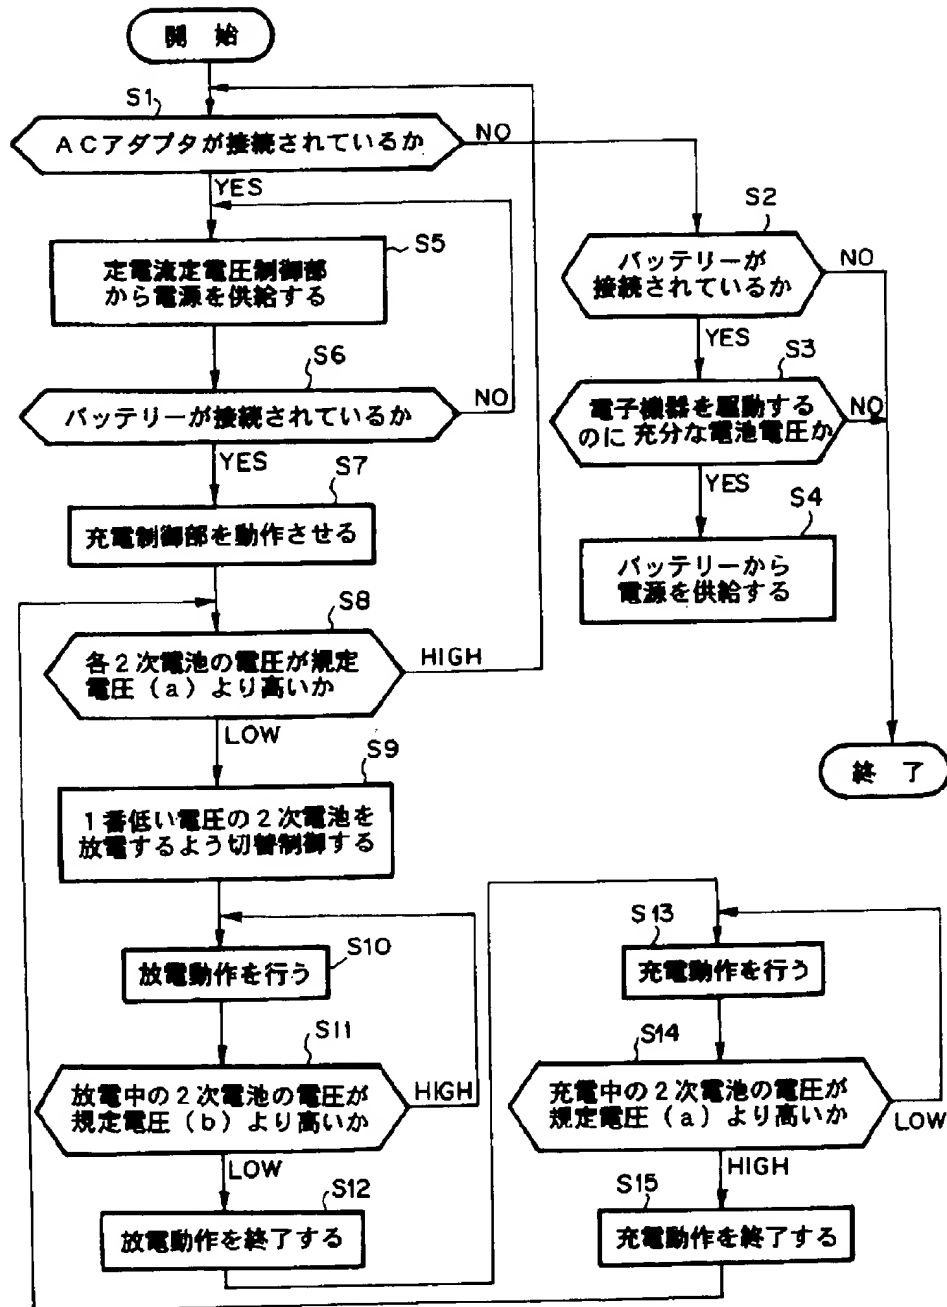 開 始
S1
ACアダプタが接続されているか
NO
YES
S5
定電流定電圧制御部
から電源を供給する
S6
バッテリーが接続されているか
NO
YES
S7
充電制御部を動作させる
S8
各2次電池の電圧が規定
電圧(a)より高いか
HIGH
LOW
S9
1番低い電圧の2次電池を
放電するよう切替制御する
S10
放電動作を行う
S11
放電中の2次電池の電圧が
規定電圧(b)より高いか
HIGH
LOW
S12
放電動作を終了する
S2
バッテリーが
接続されているか
NO
YES
S3
電子機器を駆動する
のに充分な電池電圧か
NO
YES
S4
バッテリーから
電源を供給する
終 了
S13
充電動作を行う
S14
充電中の2次電池の電圧が
規定電圧(a)より高いか
LOW
HIGH
S15
充電動作を終了する